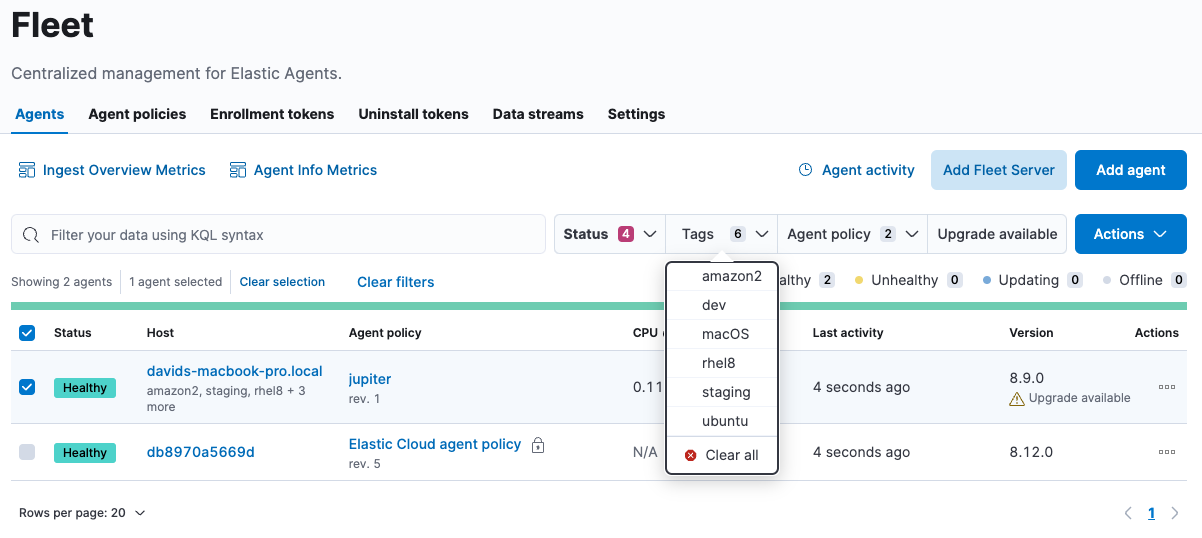 Fleet
Centralized management for Elastic Agents.
Agents Agent policies Enrollment tokens Uninstall tokens Data streams Settings
Ingest Overview Metrics Agent Info Metrics Agent activity Add Fleet Server Add agent
Filter your data using KQL syntax Status 4 Tags 6 Agent policy 2 Upgrade available Actions
Showing 2 agents 1 agent selected Clear selection Clear filters althy 2 Unhealthy 0 Updating 0 Offline 0
amazon2
dev
macOS
rhel8
staging
ubuntu
Clear all
Status Host Agent policy CPU Last activity Version Actions
Healthy davids-macbook-pro.local jupiter 0.11 4 seconds ago 8.9.0
amazon2, staging, rhel8 + 3 rev. 1 Upgrade available
more
Healthy db8970a5669d Elastic Cloud agent policy N/A 4 seconds ago 8.12.0
rev. 5
Rows per page: 20 1